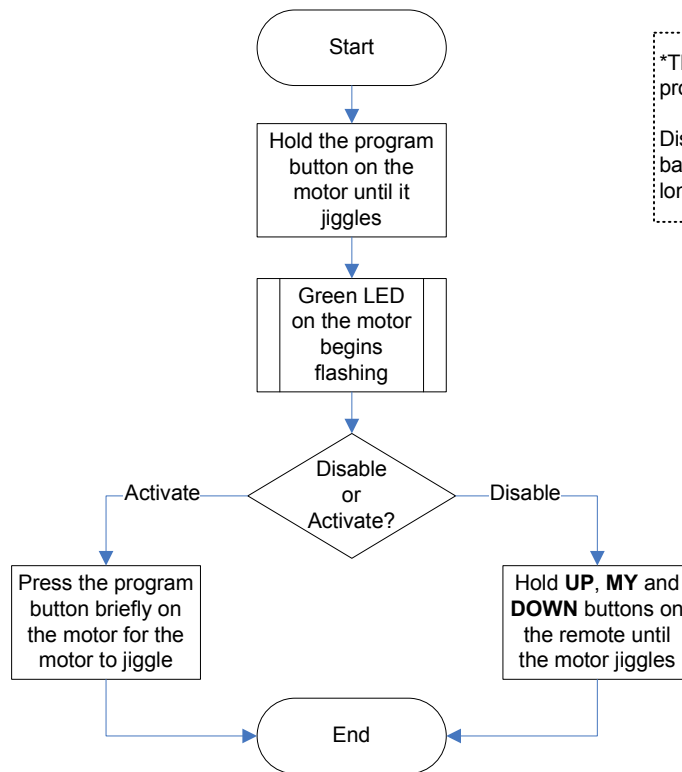 Start
Hold the program
button on the
motor until it
jiggles
Green LED
on the motor
begins
flashing
Disable
or
Activate?
Activate
Disable
Press the program
button briefly on
the motor for the
motor to jiggle
Hold UP, MY and
DOWN buttons on
the remote until
the motor jiggles
End